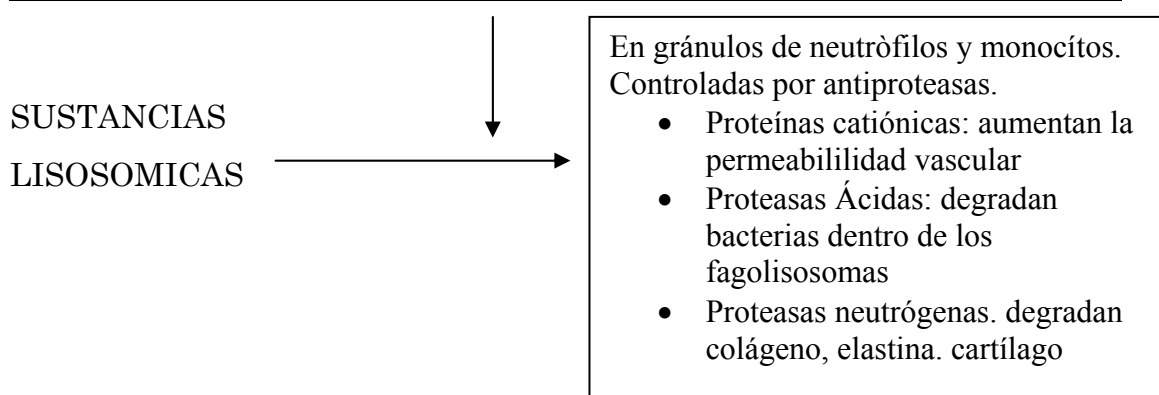 SUSTANCIAS
LISOSOMICAS
En gránulos de neutròfilos y monocítos.
Controladas por antiproteasas.
• Proteínas catiónicas: aumentan la
permeabililidad vascular
• Proteasas Ácidas: degradan
bacterias dentro de los
fagolisosomas
• Proteasas neutrógenas. degradan
colágeno, elastina. cartílago